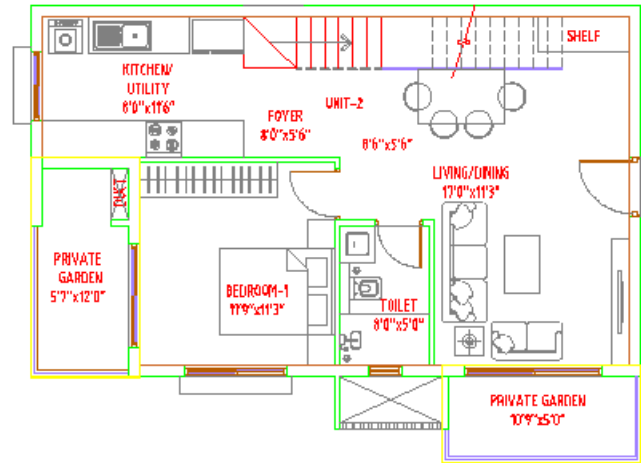 SHELF
KITCHEN/
UTILITY
8'0"x11'6"
UNIT-2
FOYER
8'0"x5'6"
8'6"x5'6"
LIVING/DINING
17'0"x11'3"
DUCT
PRIVATE
GARDEN
5'7"x12'0"
BEDROOM-1
11'9"x11'3"
TOILET
8'0"x5'0"
PRIVATE GARDEN
10'9"x5'0"